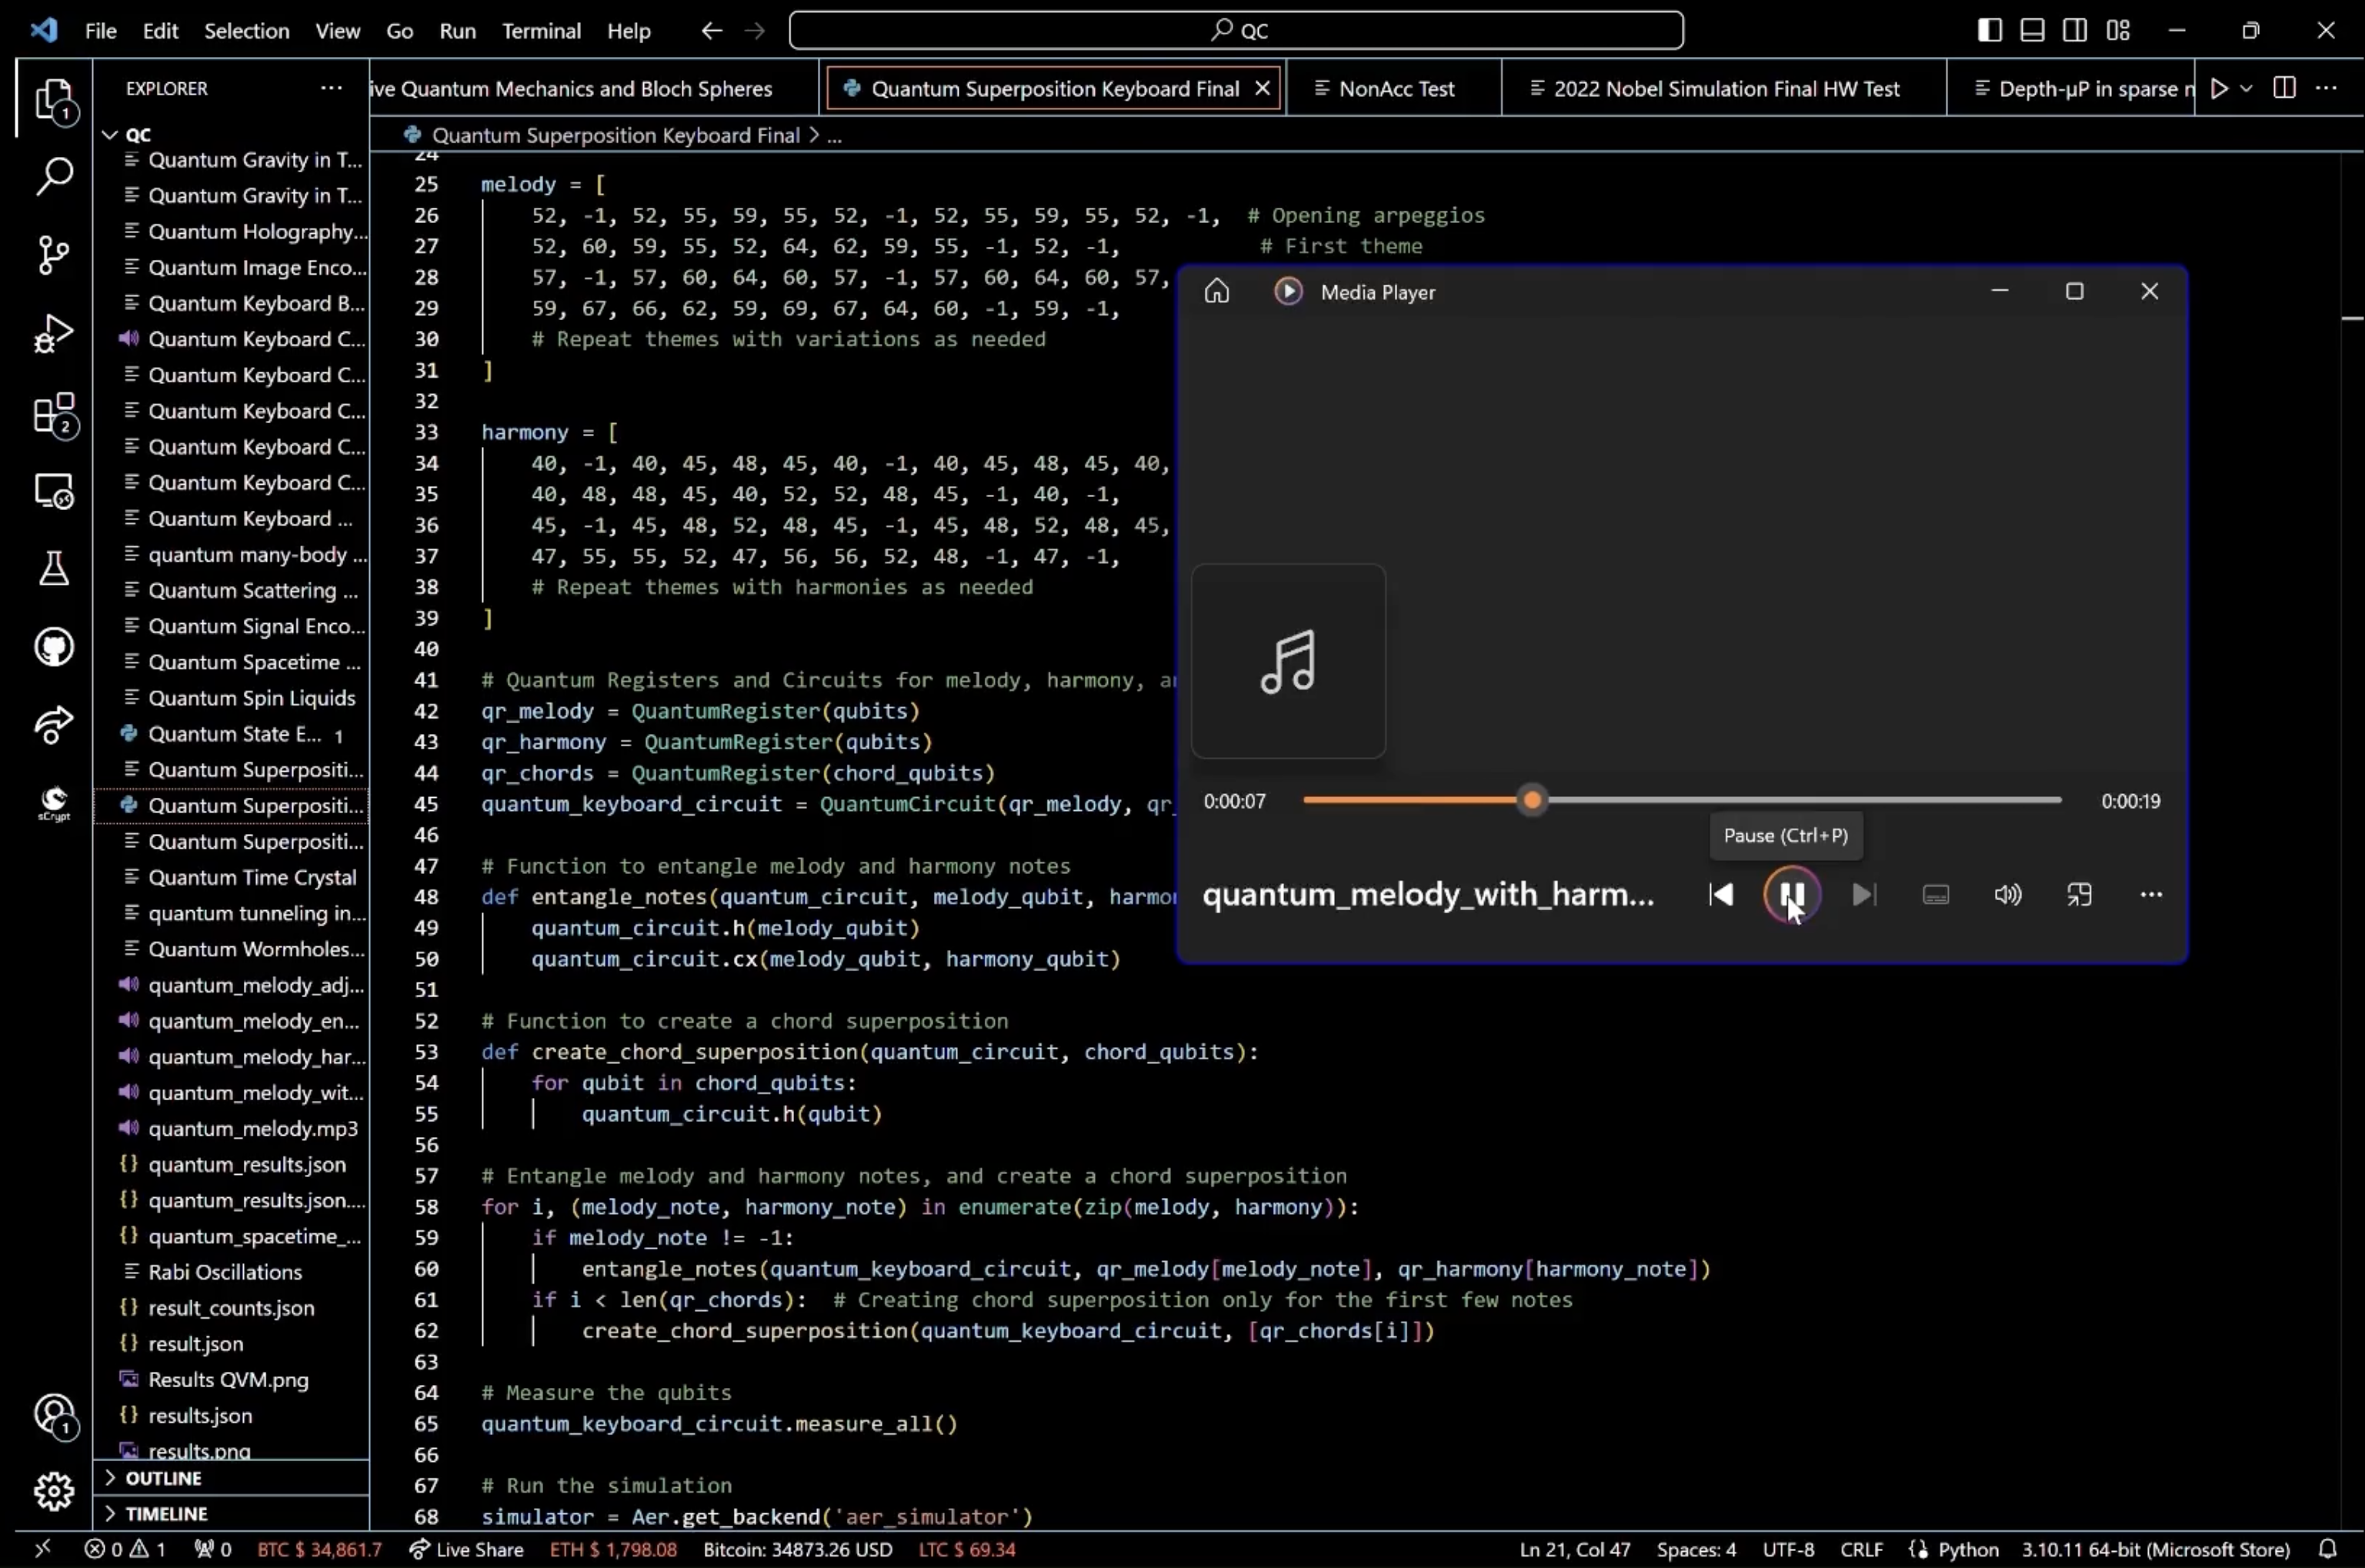 File Edit Selection View Go Run Terminal Help QC
EXPLORER
ive Quantum Mechanics and Bloch Spheres
Quantum Superposition Keyboard Final
NonAcc Test
2022 Nobel Simulation Final HW Test
Depth-μP in sparse n
Quantum Superposition Keyboard Final > ...
1
2
sCrypt
1
QC
Quantum Gravity in T...
Quantum Gravity in T...
Quantum Holography...
Quantum Image Enco...
Quantum Keyboard B...
Quantum Keyboard C...
Quantum Keyboard C...
Quantum Keyboard C...
Quantum Keyboard C...
Quantum Keyboard C...
Quantum Keyboard ...
quantum many-body ...
Quantum Scattering ...
Quantum Signal Enco...
Quantum Spacetime ...
Quantum Spin Liquids
Quantum State E... 1
Quantum Superpositi...
Quantum Superpositi...
Quantum Superpositi...
Quantum Time Crystal
quantum tunneling in...
Quantum Wormholes...
quantum_melody_adj...
quantum_melody_en...
quantum_melody_har...
quantum_melody_wit...
quantum_melody.mp3
quantum_results.json
quantum_results.json....
quantum_spacetime_...
Rabi Oscillations
result_counts.json
result.json
Results QVM.png
results.json
results.png
OUTLINE
TIMELINE
24
25 melody = [
26 52, -1, 52, 55, 59, 55, 52, -1, 52, 55, 59, 55, 52, -1, # Opening arpeggios
27 52, 60, 59, 55, 52, 64, 62, 59, 55, -1, 52, -1, # First theme
28 57, -1, 57, 60, 64, 60, 57, -1, 57, 60, 64, 60, 57,
29 59, 67, 66, 62, 59, 69, 67, 64, 60, -1, 59, -1,
30 # Repeat themes with variations as needed
31 ]
32
33 harmony = [
34 40, -1, 40, 45, 48, 45, 40, -1, 40, 45, 48, 45, 40,
35 40, 48, 48, 45, 40, 52, 52, 48, 45, -1, 40, -1,
36 45, -1, 45, 48, 52, 48, 45, -1, 45, 48, 52, 48, 45,
37 47, 55, 55, 52, 47, 56, 56, 52, 48, -1, 47, -1,
38 # Repeat themes with harmonies as needed
39 ]
40
41 # Quantum Registers and Circuits for melody, harmony, a
42 qr_melody = QuantumRegister(qubits)
43 qr_harmony = QuantumRegister(qubits)
44 qr_chords = QuantumRegister(chord_qubits)
45 quantum_keyboard_circuit = QuantumCircuit(qr_melody, qr_
46
47 # Function to entangle melody and harmony notes
48 def entangle_notes(quantum_circuit, melody_qubit, harmo
49 quantum_circuit.h(melody_qubit)
50 quantum_circuit.cx(melody_qubit, harmony_qubit)
51
52 # Function to create a chord superposition
53 def create_chord_superposition(quantum_circuit, chord_qubits):
54 for qubit in chord_qubits:
55 quantum_circuit.h(qubit)
56
57 # Entangle melody and harmony notes, and create a chord superposition
58 for i, (melody_note, harmony_note) in enumerate(zip(melody, harmony)):
59 if melody_note != -1:
60 entangle_notes(quantum_keyboard_circuit, qr_melody[melody_note], qr_harmony[harmony_note])
61 if i < len(qr_chords): # Creating chord superposition only for the first few notes
62 create_chord_superposition(quantum_keyboard_circuit, [qr_chords[i]])
63
64 # Measure the qubits
65 quantum_keyboard_circuit.measure_all()
66
67 # Run the simulation
68 simulator = Aer.get_backend('aer_simulator')
Media Player
0:00:07
0:00:19
Pause (Ctrl+P)
quantum_melody_with_harm...
0 1 0 BTC $ 34,861.7 Live Share ETH $ 1,798.08 Bitcoin: 34873.26 USD LTC $ 69.34 Ln 21, Col 47 Spaces: 4 UTF-8 CRLF Python 3.10.11 64-bit (Microsoft Store)